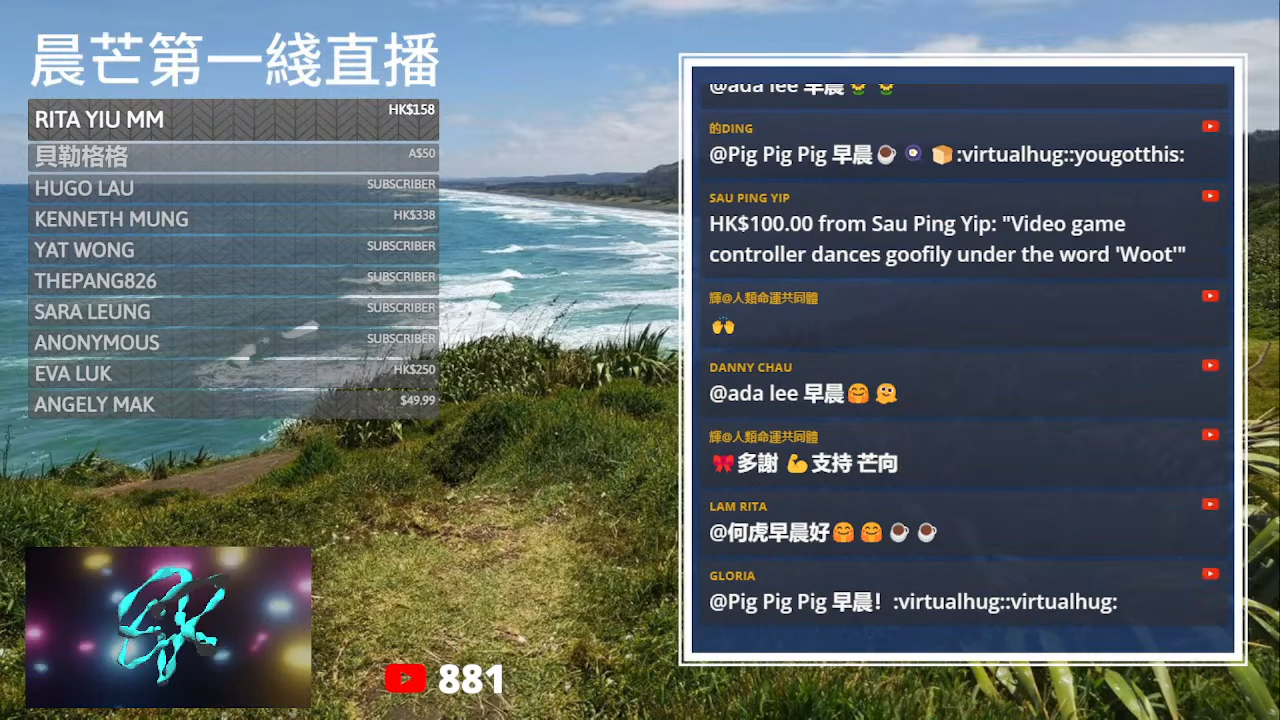 晨芒第一綫直播
RITA YIU MM HK$158
貝勒格格 A$50
HUGO LAU SUBSCRIBER
KENNETH MUNG HK$338
YAT WONG SUBSCRIBER
THEPANG826 SUBSCRIBER
SARA LEUNG SUBSCRIBER
ANONYMOUS SUBSCRIBER
EVA LUK HK$250
ANGELY MAK $49.99
@ada lee 早晨
的DING
@Pig Pig Pig 早晨☕ 🍞:virtualhug::yougotthis:
SAU PING YIP
HK$100.00 from Sau Ping Yip: "Video game
controller dances goofily under the word 'Woot'"
輝@人類命運共同體
🙌
DANNY CHAU
@ada lee 早晨🤗 🫠
輝@人類命運共同體
🎀多謝 💪支持 芒向
LAM RITA
@何虎早晨好🤗 🤗 ☕ ☕
GLORIA
@Pig Pig Pig 早晨！:virtualhug::virtualhug:
881